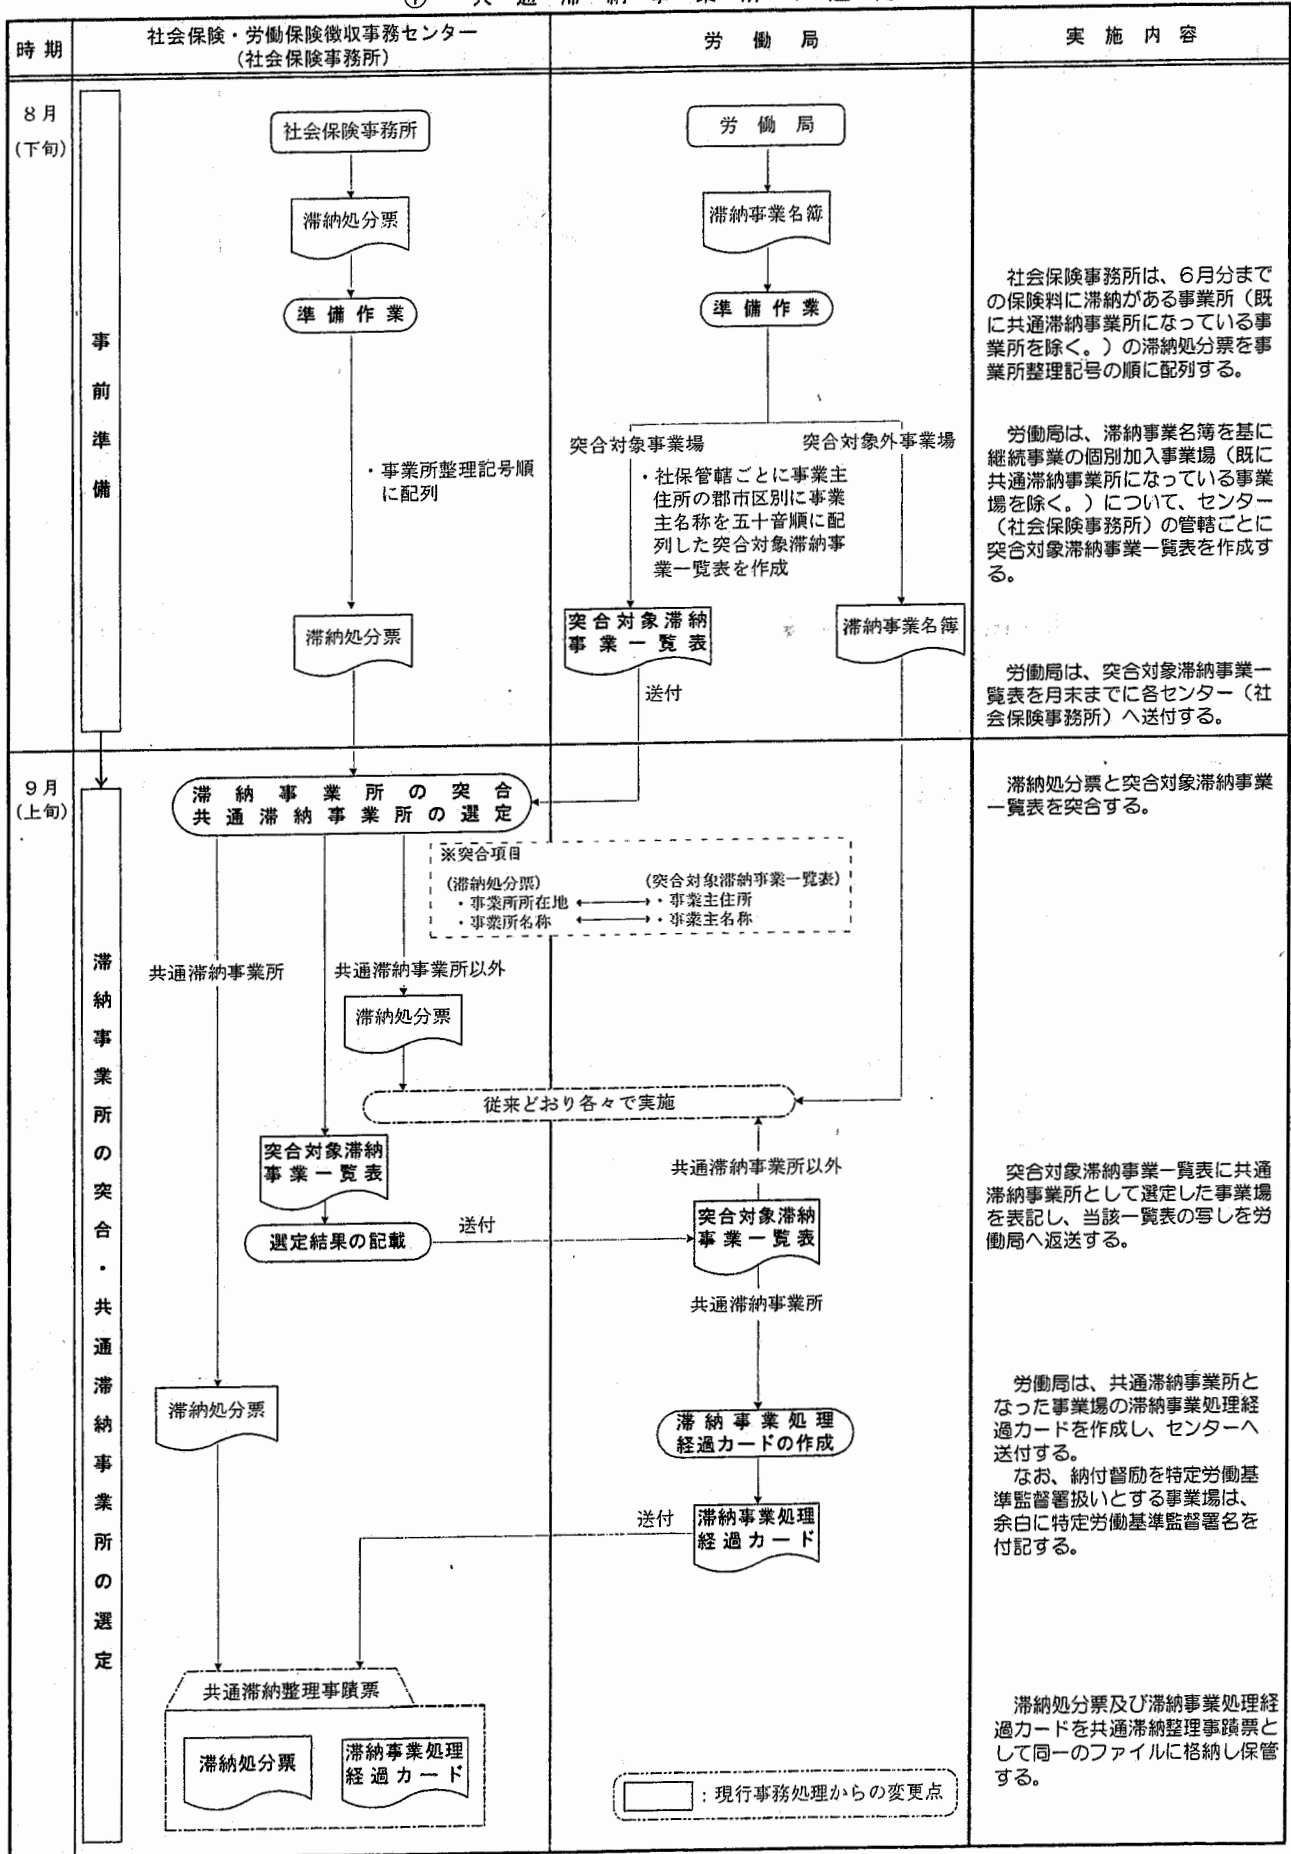 時期
社会保険・労働保険徴収事務センター
(社会保険事務所)
労働局
実施内容
8月
(下旬)
事前準備
社会保険事務所
滞納処分票
準備作業
・事業所整理記号順
に配列
滞納処分票
労働局
滞納事業名簿
準備作業
突合対象事業場
突合対象外事業場
・社保管轄ごとに事業主
住所の郡市区別に事業
主名称を五十音順に配
列した突合対象滞納事
業一覧表を作成
突合対象滞納
事業一覧表
滞納事業名簿
送付
社会保険事務所は、6月分まで
の保険料に滞納がある事業所(既
に共通滞納事業所になっている事
業所を除く。)の滞納処分票を事
業所整理記号の順に配列する。
労働局は、滞納事業名簿を基に
継続事業の個別加入事業場(既に
共通滞納事業所になっている事業
場を除く。)について、センター
(社会保険事務所)の管轄ごとに
突合対象滞納事業一覧表を作成す
る。
労働局は、突合対象滞納事業一
覧表を月末までに各センター(社
会保険事務所)へ送付する。
9月
(上旬)
滞納事業所の突合・共通滞納事業所の選定
滞納事業所の突合
共通滞納事業所の選定
※突合項目
(滞納処分票)
(突合対象滞納事業一覧表)
・事業所所在地
・事業主住所
・事業所名称
・事業主名称
共通滞納事業所
共通滞納事業所以外
滞納処分票
従来どおり各々で実施
突合対象滞納
事業一覧表
選定結果の記載
送付
共通滞納事業所以外
突合対象滞納
事業一覧表
共通滞納事業所
滞納処分票
滞納事業処理
経過カードの作成
送付
滞納事業処理
経過カード
共通滞納整理事蹟票
滞納処分票
滞納事業処理
経過カード
:現行事務処理からの変更点
滞納処分票と突合対象滞納事業
一覧表を突合する。
突合対象滞納事業一覧表に共通
滞納事業所として選定した事業場
を表記し、当該一覧表の写しを労
働局へ返送する。
労働局は、共通滞納事業所と
なった事業場の滞納事業処理経
過カードを作成し、センターへ
送付する。
なお、納付督励を特定労働基
準監督署扱いとする事業場は、
余白に特定労働基準監督署名を
付記する。
滞納処分票及び滞納事業処理経
過カードを共通滞納整理事蹟票と
して同一のファイルに格納し保管
する。